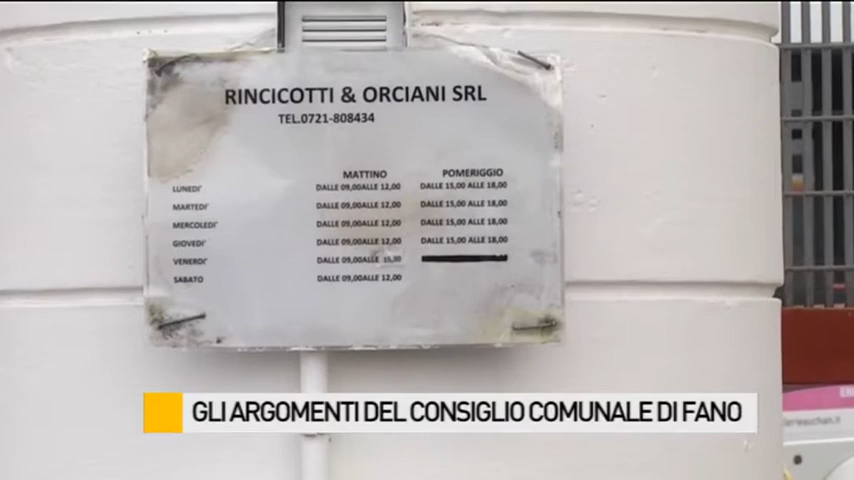 RINCICOTTI & ORCIANI SRL
TEL.0721-808434
MATTINO POMERIGGIO
LUNEDI' DALLE 09,00ALLE 12,00 DALLE 15,00 ALLE 18,00
MARTEDI' DALLE 09,00ALLE 12,00 DALLE 15,00 ALLE 18,00
MERCOLEDI' DALLE 09,00ALLE 12,00 DALLE 15,00 ALLE 18,00
GIOVEDI' DALLE 09,00ALLE 12,00 DALLE 15,00 ALLE 18,00
VENERDI' DALLE 09,00ALLE
SABATO DALLE 09,00ALLE 12,00
GLI ARGOMENTI DEL CONSIGLIO COMUNALE DI FANO